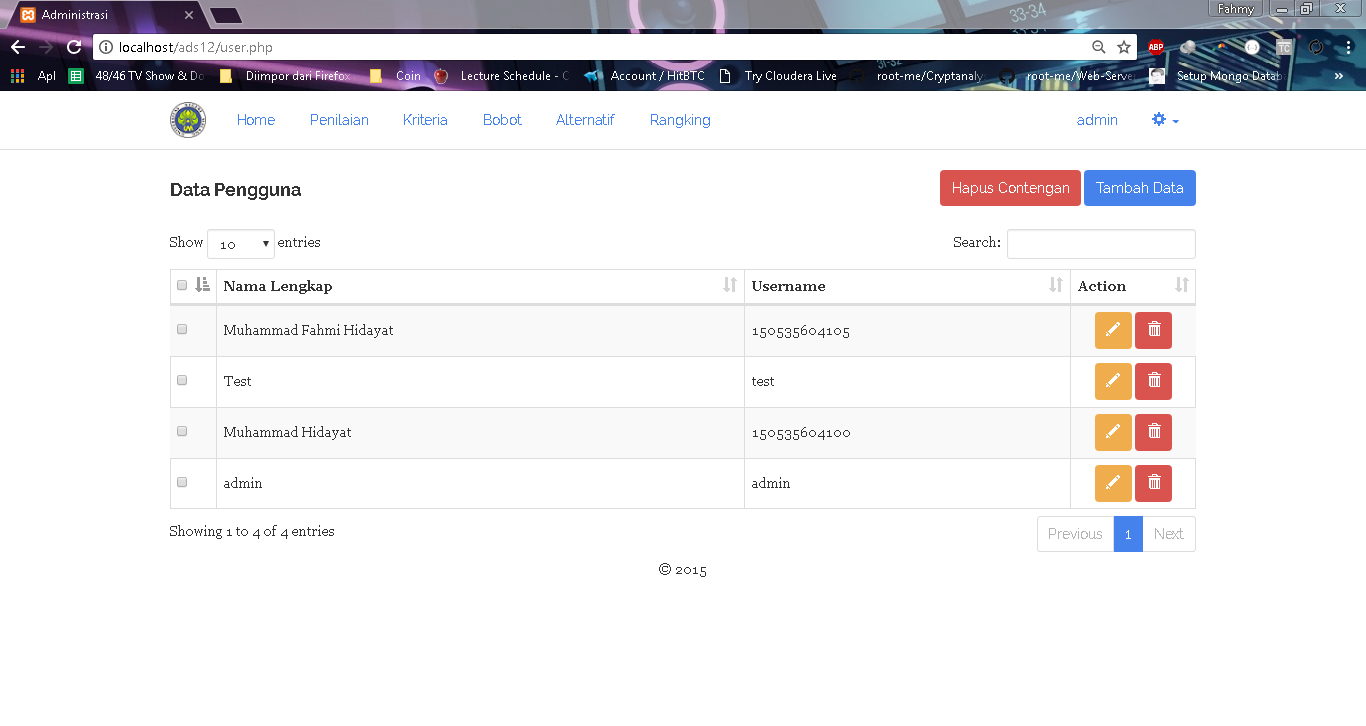 Administrasi
Fahmy
localhost/ads12/user.php
ABP
TC
Apl 48/46 TV Show & Do Diimpor dari Firefox Coin Lecture Schedule - C Account / HitBTC Try Cloudera Live root-me/Cryptanaly root-me/Web-Serve Setup Mongo Datab »
Home Penilaian Kriteria Bobot Alternatif Rangking admin
Data Pengguna Hapus Contengan Tambah Data
Show 10 entries Search:
Nama Lengkap Username Action
Muhammad Fahmi Hidayat 150535604105
Test test
Muhammad Hidayat 150535604100
admin admin
Showing 1 to 4 of 4 entries Previous 1 Next
© 2015